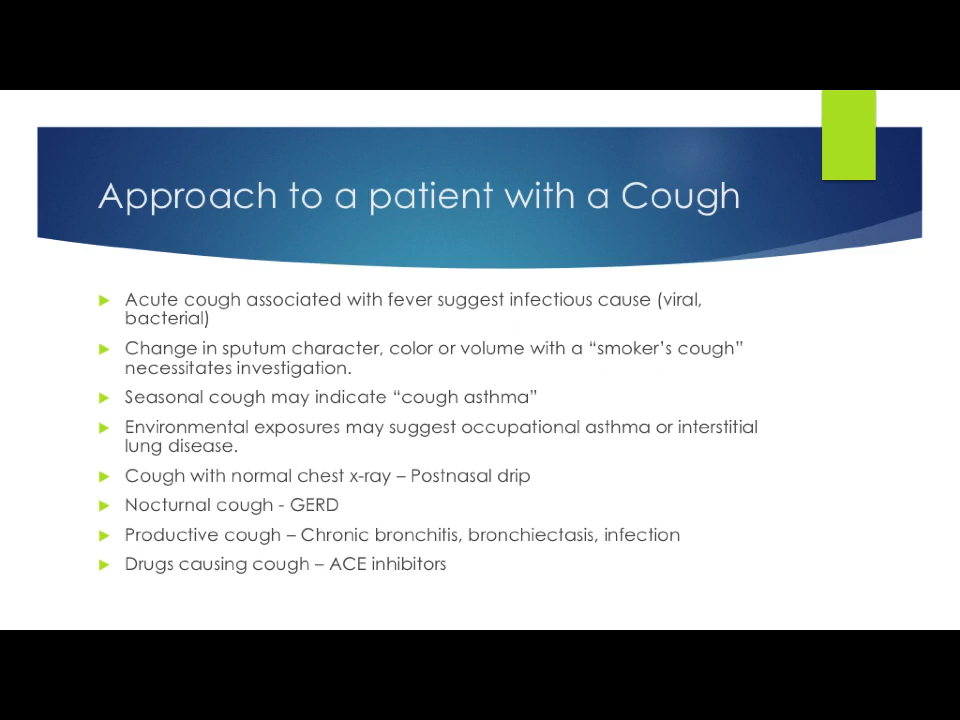 Approach to a patient with a Cough
Acute cough associated with fever suggest infectious cause (viral,
bacterial)
Change in sputum character, color or volume with a “smoker’s cough”
necessitates investigation.
Seasonal cough may indicate “cough asthma”
Environmental exposures may suggest occupational asthma or interstitial
lung disease.
Cough with normal chest x-ray – Postnasal drip
Nocturnal cough - GERD
Productive cough – Chronic bronchitis, bronchiectasis, infection
Drugs causing cough – ACE inhibitors